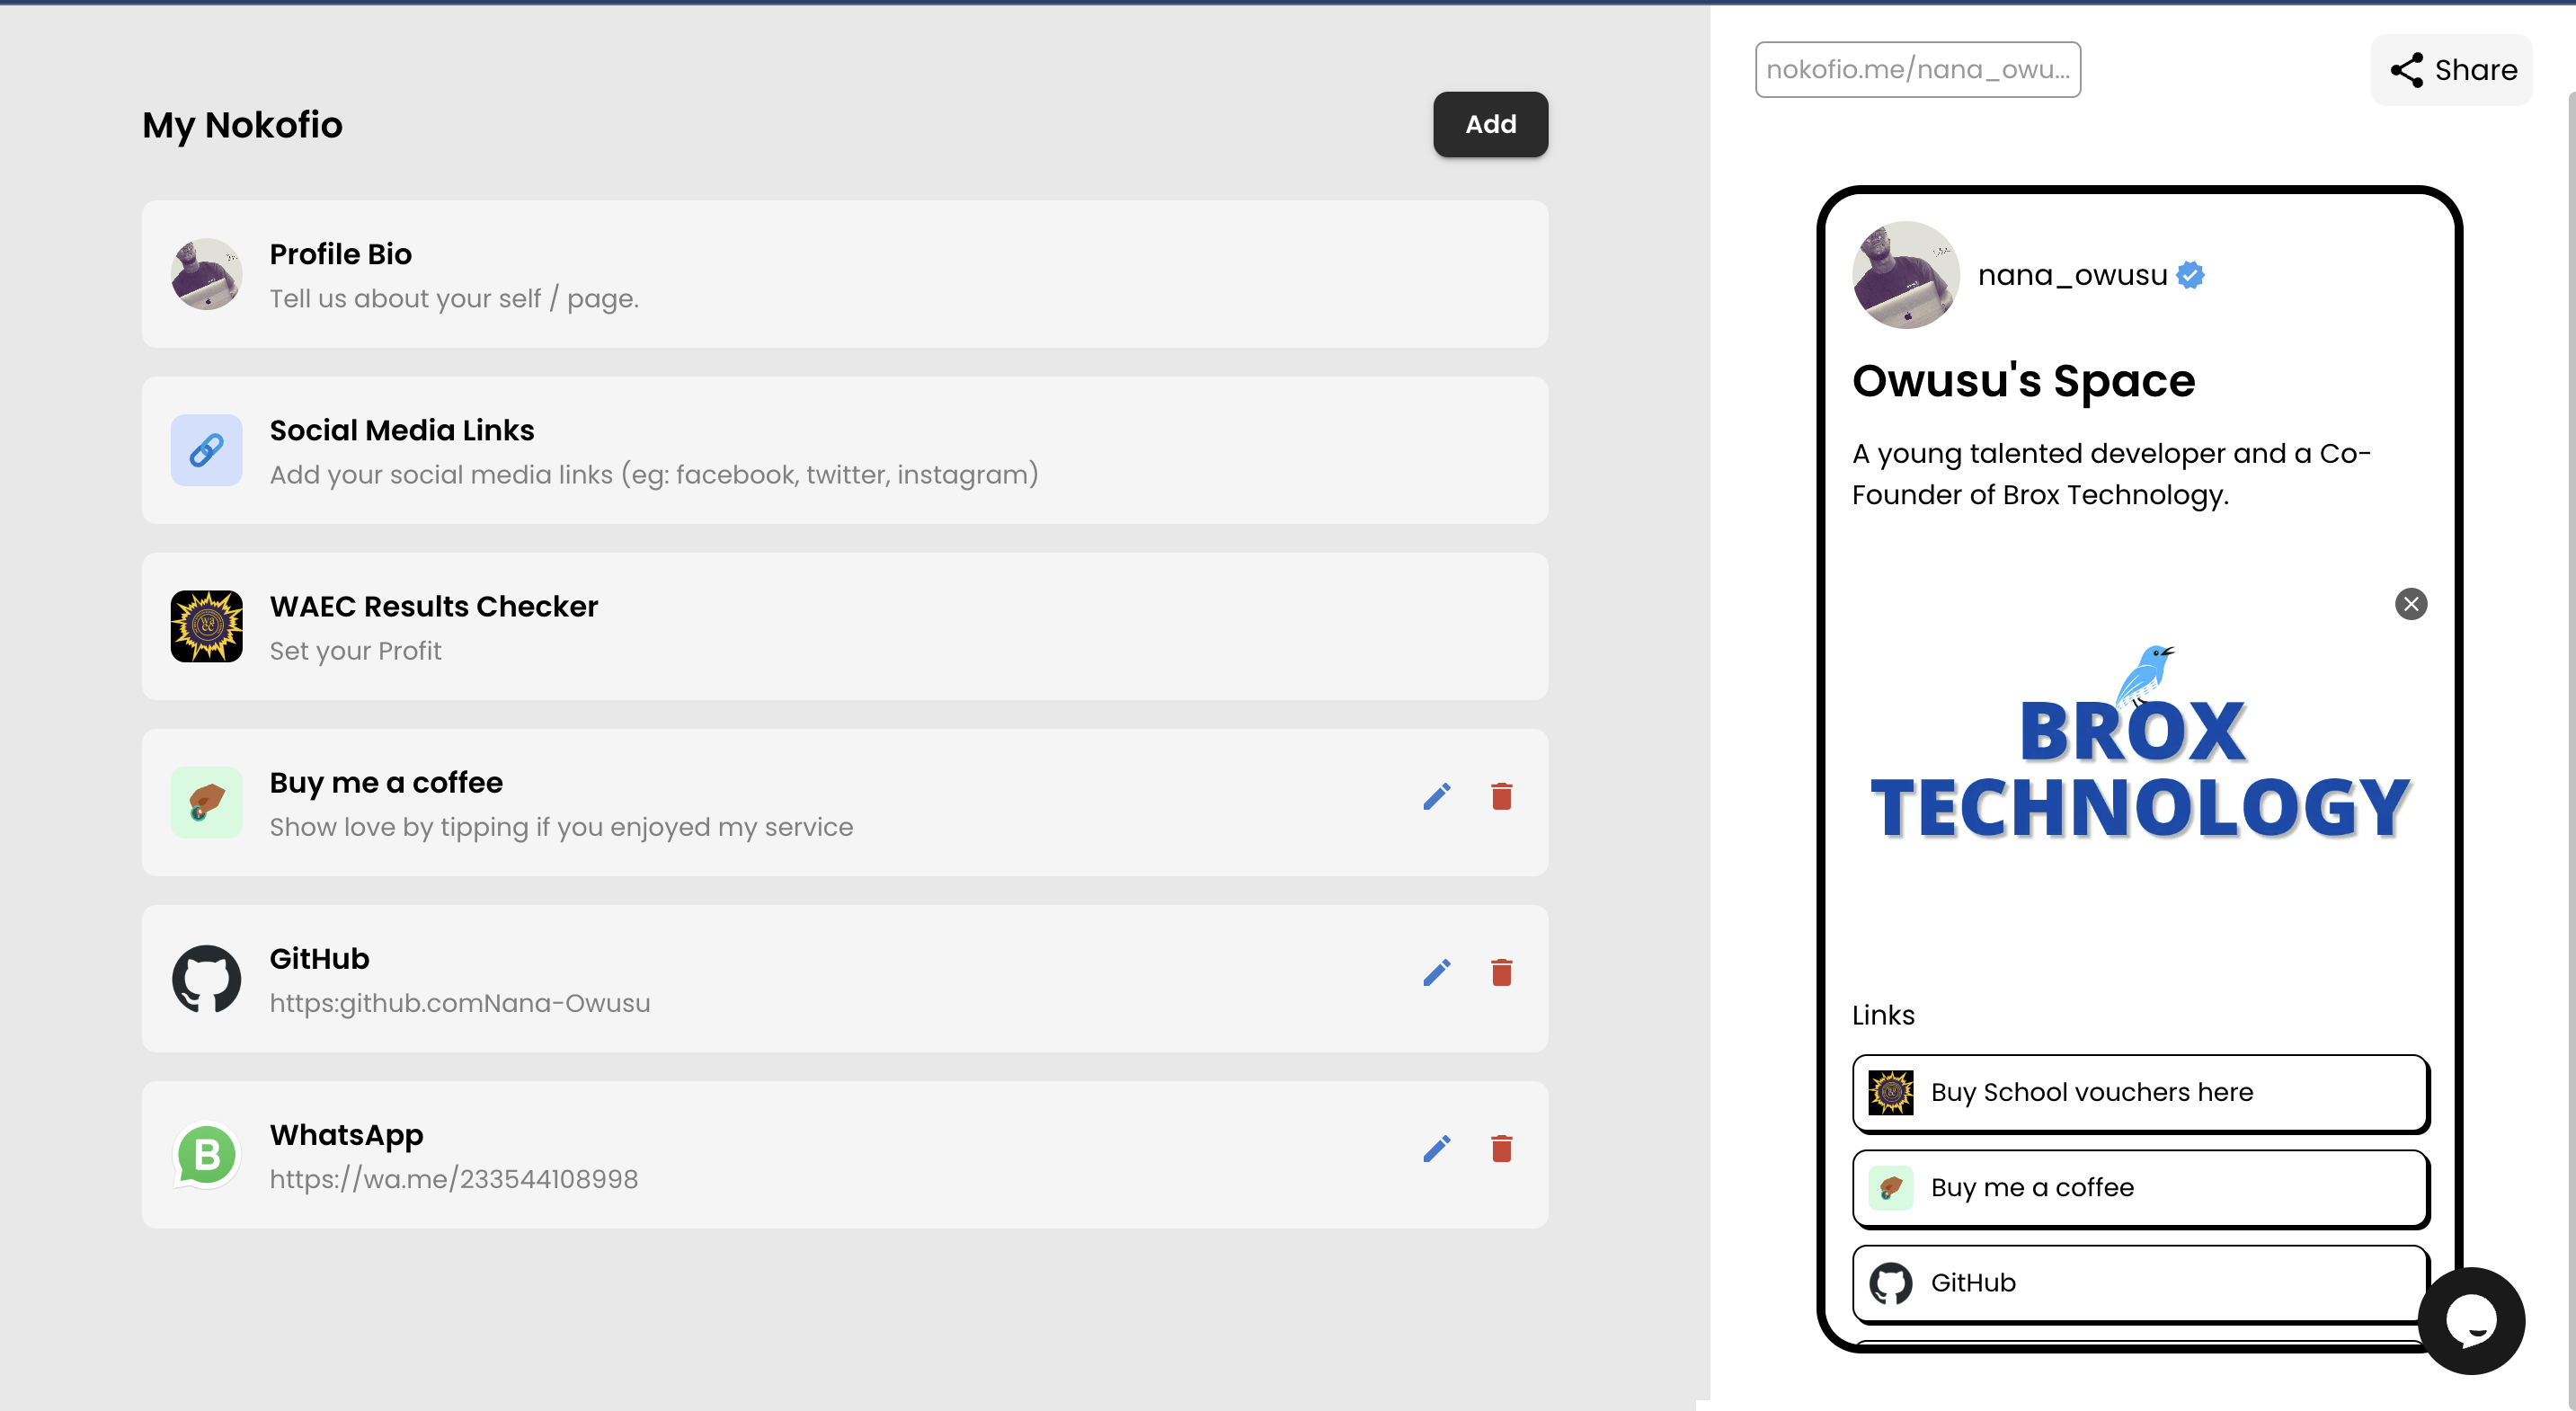 My Nokofio
Add
Profile Bio
Tell us about your self / page.
Social Media Links
Add your social media links (eg: facebook, twitter, instagram)
WAEC Results Checker
Set your Profit
Buy me a coffee
Show love by tipping if you enjoyed my service
GitHub
https:github.comNana-Owusu
B
WhatsApp
https://wa.me/233544108998
nokofio.me/nana_owu...
Share
nana_owusu
Owusu's Space
A young talented developer and a Co-
Founder of Brox Technology.
BROX
TECHNOLOGY
Links
Buy School vouchers here
Buy me a coffee
GitHub